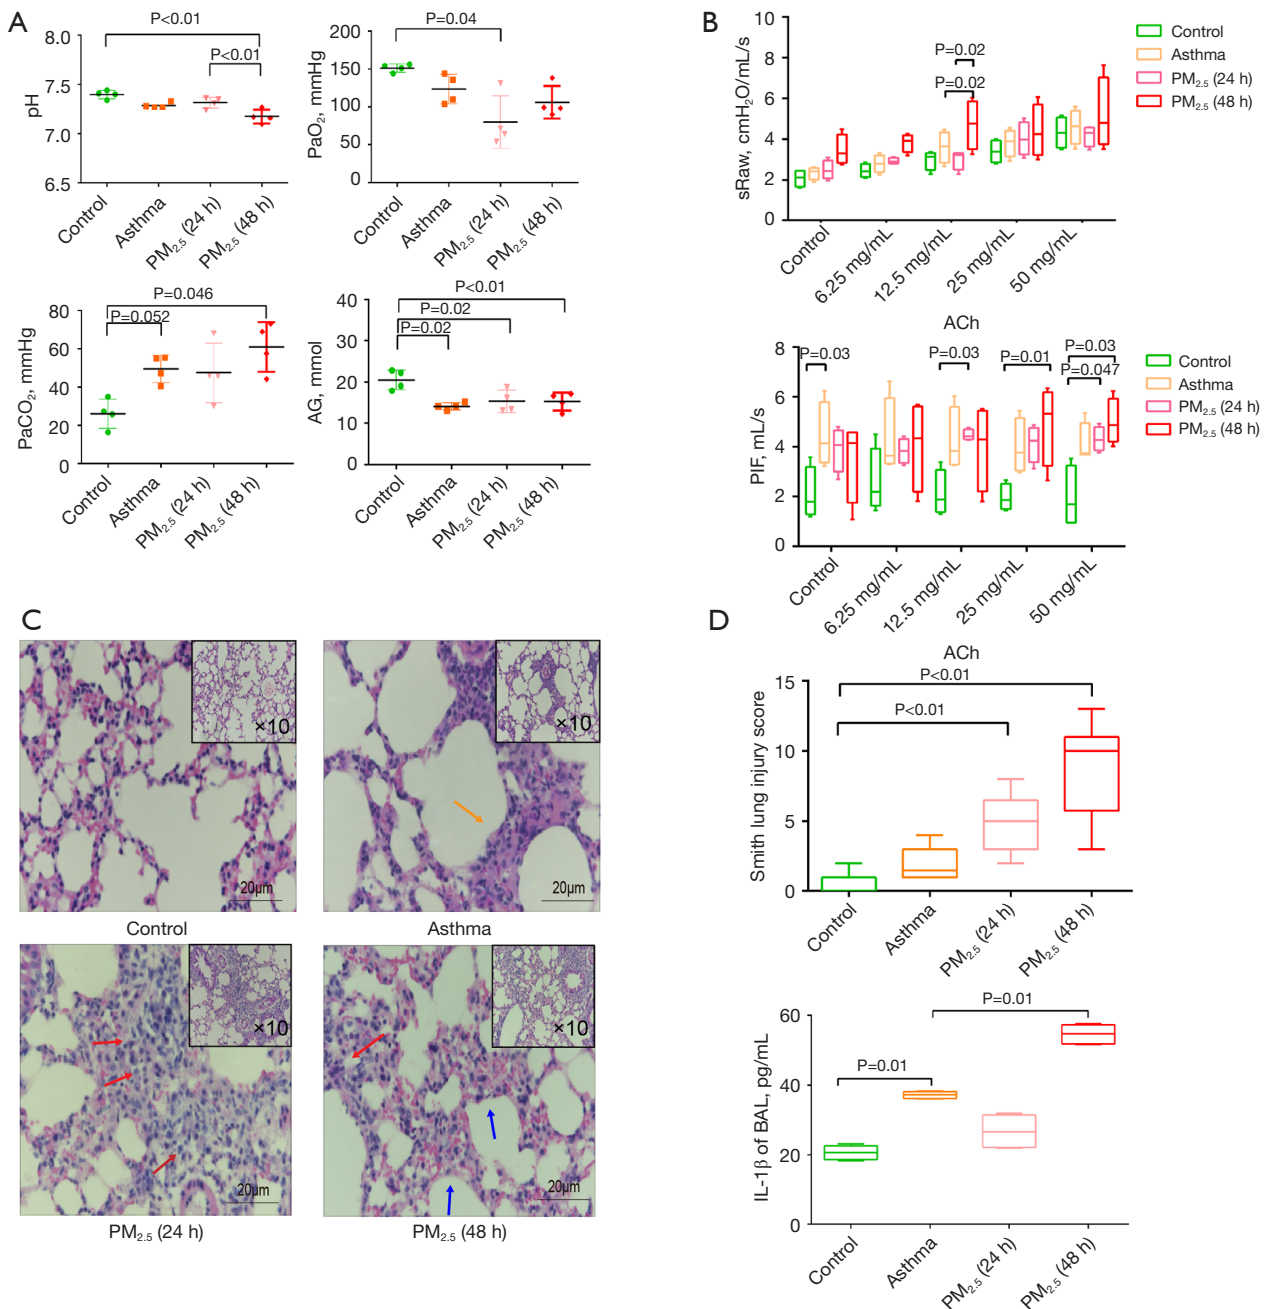 A
P<0.01
P<0.01
8.0
7.5
7.0
6.5
pH
Control
Asthma
PM2.5 (24 h)
PM2.5 (48 h)
P=0.04
200
150
100
50
0
PaO2, mmHg
Control
Asthma
PM2.5 (24 h)
PM2.5 (48 h)
P=0.046
P=0.052
80
60
40
20
0
PaCO2, mmHg
Control
Asthma
PM2.5 (24 h)
PM2.5 (48 h)
P<0.01
P=0.02
P=0.02
40
30
20
10
0
AG, mmol
Control
Asthma
PM2.5 (24 h)
PM2.5 (48 h)
B
10
8
6
4
2
0
sRaw, cmH2O/mL/s
P=0.02
P=0.02
Control
Asthma
PM2.5 (24 h)
PM2.5 (48 h)
Control
6.25 mg/mL
12.5 mg/mL
25 mg/mL
50 mg/mL
ACh
8
6
4
2
0
PIF, mL/s
P=0.03
P=0.03
P=0.01
P=0.03
P=0.047
Control
Asthma
PM2.5 (24 h)
PM2.5 (48 h)
Control
6.25 mg/mL
12.5 mg/mL
25 mg/mL
50 mg/mL
ACh
C
×10
20μm
Control
×10
20μm
Asthma
×10
20μm
PM2.5 (24 h)
×10
20μm
PM2.5 (48 h)
D
P<0.01
P<0.01
15
10
5
0
Smith lung injury score
Control
Asthma
PM2.5 (24 h)
PM2.5 (48 h)
P=0.01
P=0.01
60
40
20
0
IL-1β of BAL, pg/mL
Control
Asthma
PM2.5 (24 h)
PM2.5 (48 h)